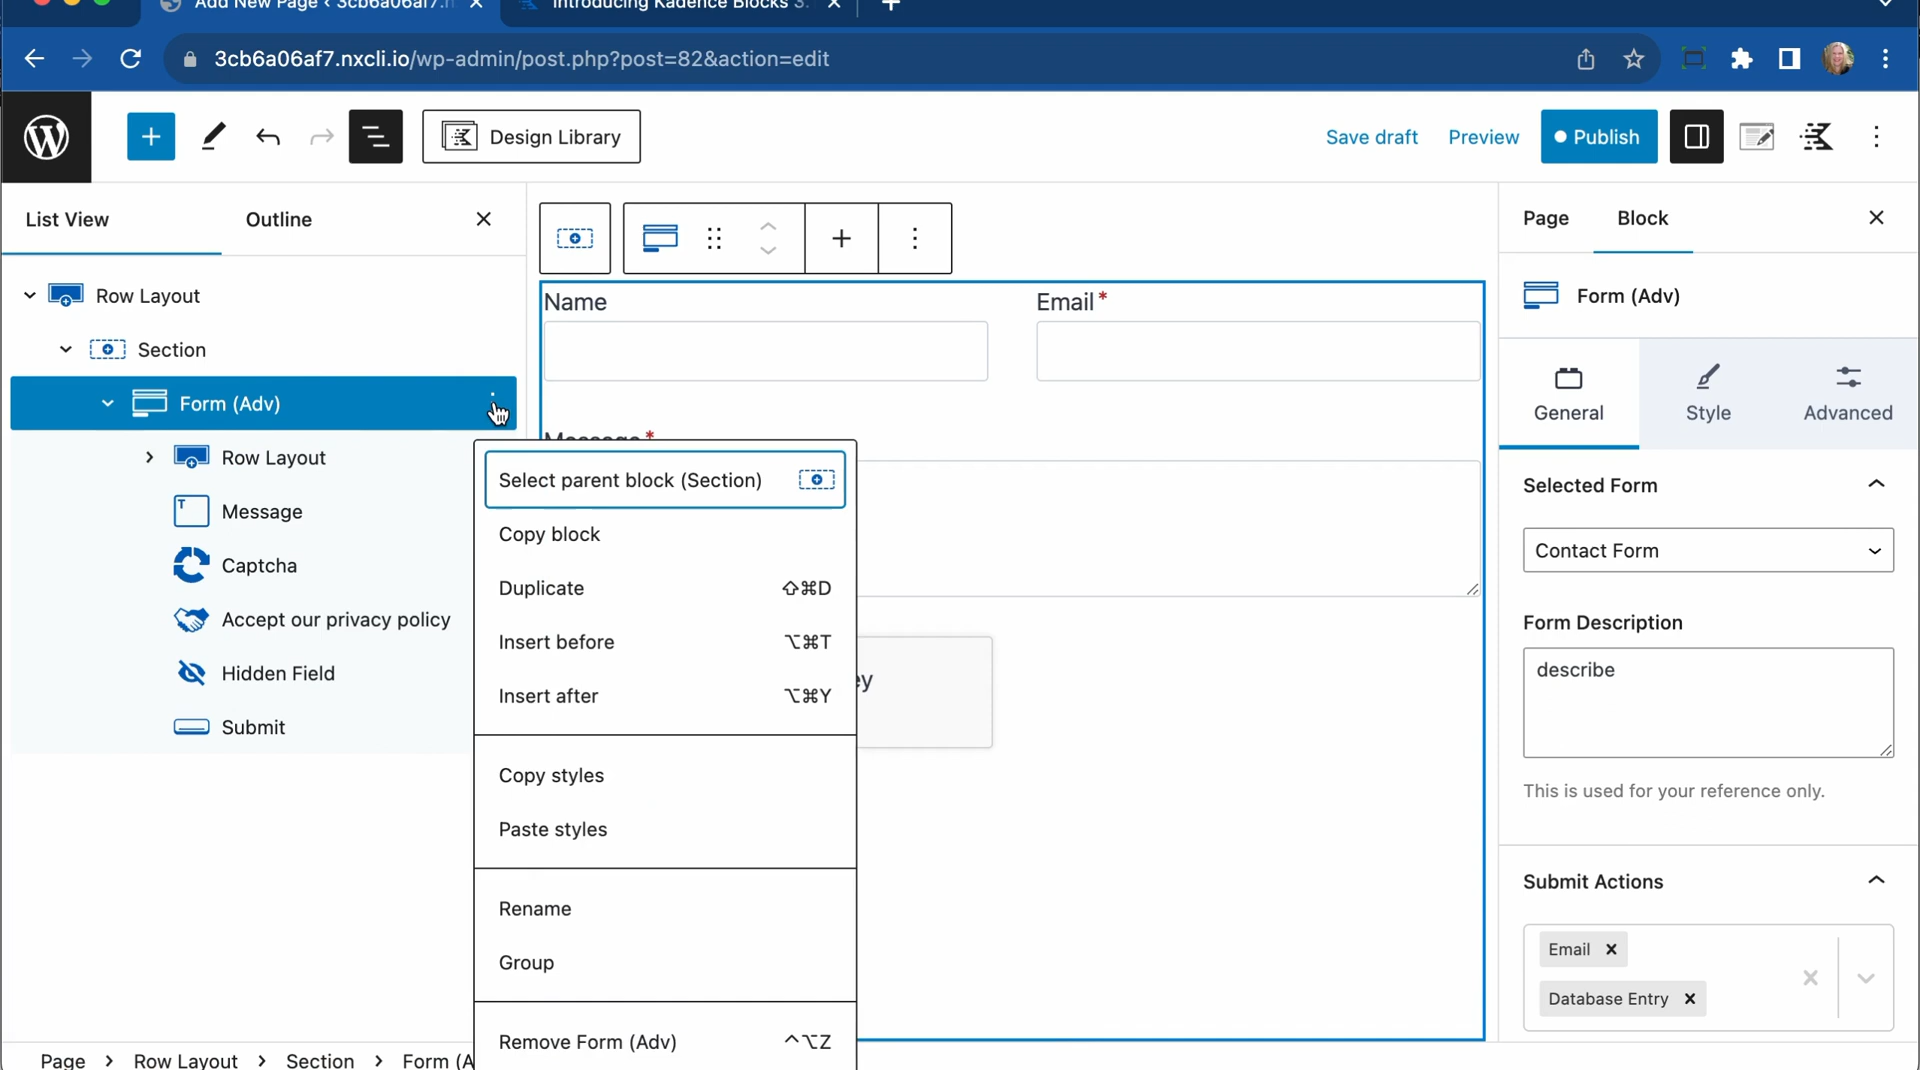 Add New Page ‹ 3cb6a06af7.n
Introducing Kadence Blocks 3.
3cb6a06af7.nxcli.io/wp-admin/post.php?post=82&action=edit
Design Library
Save draft
Preview
Publish
List View
Outline
Page
Block
Row Layout
Section
Form (Adv)
Row Layout
Message
Captcha
Accept our privacy policy
Hidden Field
Submit
Name
Email *
Message *
ey
Select parent block (Section)
Copy block
Duplicate ⇧⌘D
Insert before ⌥⌘T
Insert after ⌥⌘Y
Copy styles
Paste styles
Rename
Group
Remove Form (Adv) ^⌥Z
Form (Adv)
General
Style
Advanced
Selected Form
Contact Form
Form Description
describe
This is used for your reference only.
Submit Actions
Email
Database Entry
Page > Row Layout > Section > Form (A